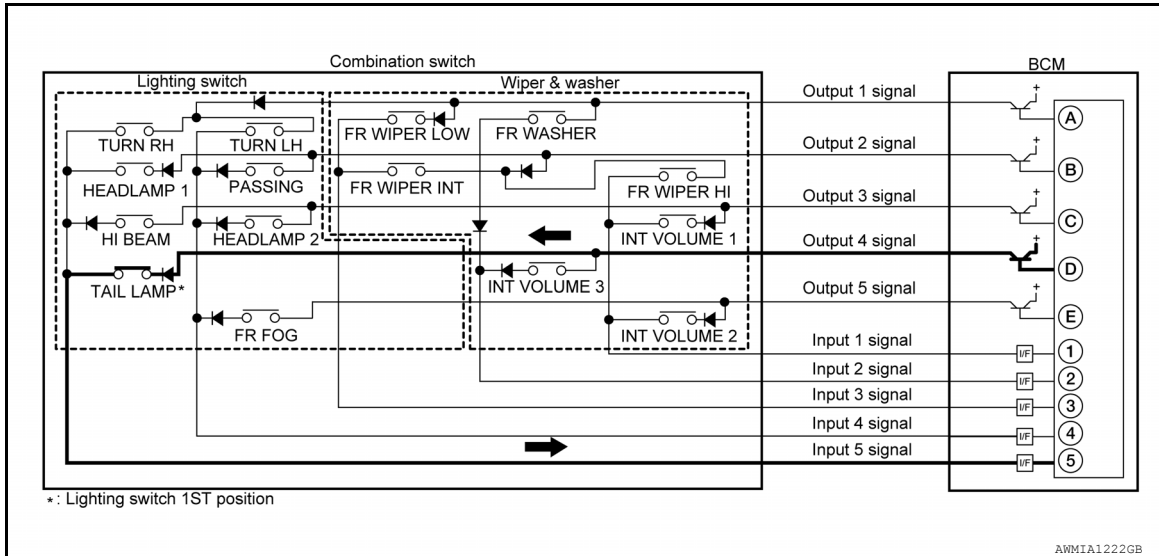 Combination switch
BCM
Lighting switch
Wiper & washer
Output 1 signal
+
A
FR WIPER LOW
FR WASHER
TURN RH
TURN LH
Output 2 signal
+
B
HEADLAMP 1
PASSING
FR WIPER INT
FR WIPER HI
Output 3 signal
+
C
HI BEAM
HEADLAMP 2
INT VOLUME 1
Output 4 signal
+
D
TAIL LAMP*
INT VOLUME 3
Output 5 signal
+
E
FR FOG
INT VOLUME 2
Input 1 signal
I/F
1
Input 2 signal
I/F
2
Input 3 signal
I/F
3
Input 4 signal
I/F
4
Input 5 signal
I/F
5
*: Lighting switch 1ST position
AWMIA1222GB